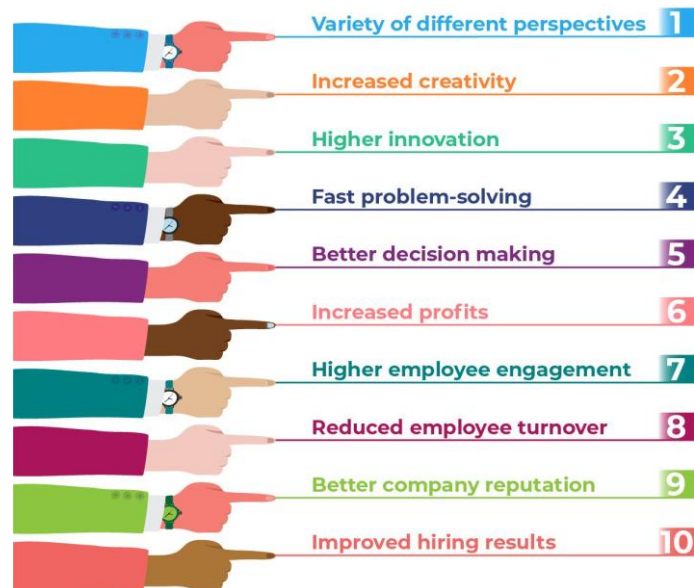 Variety of different perspectives 1
Increased creativity 2
Higher innovation 3
Fast problem-solving 4
Better decision making 5
Increased profits 6
Higher employee engagement 7
Reduced employee turnover 8
Better company reputation 9
Improved hiring results 10